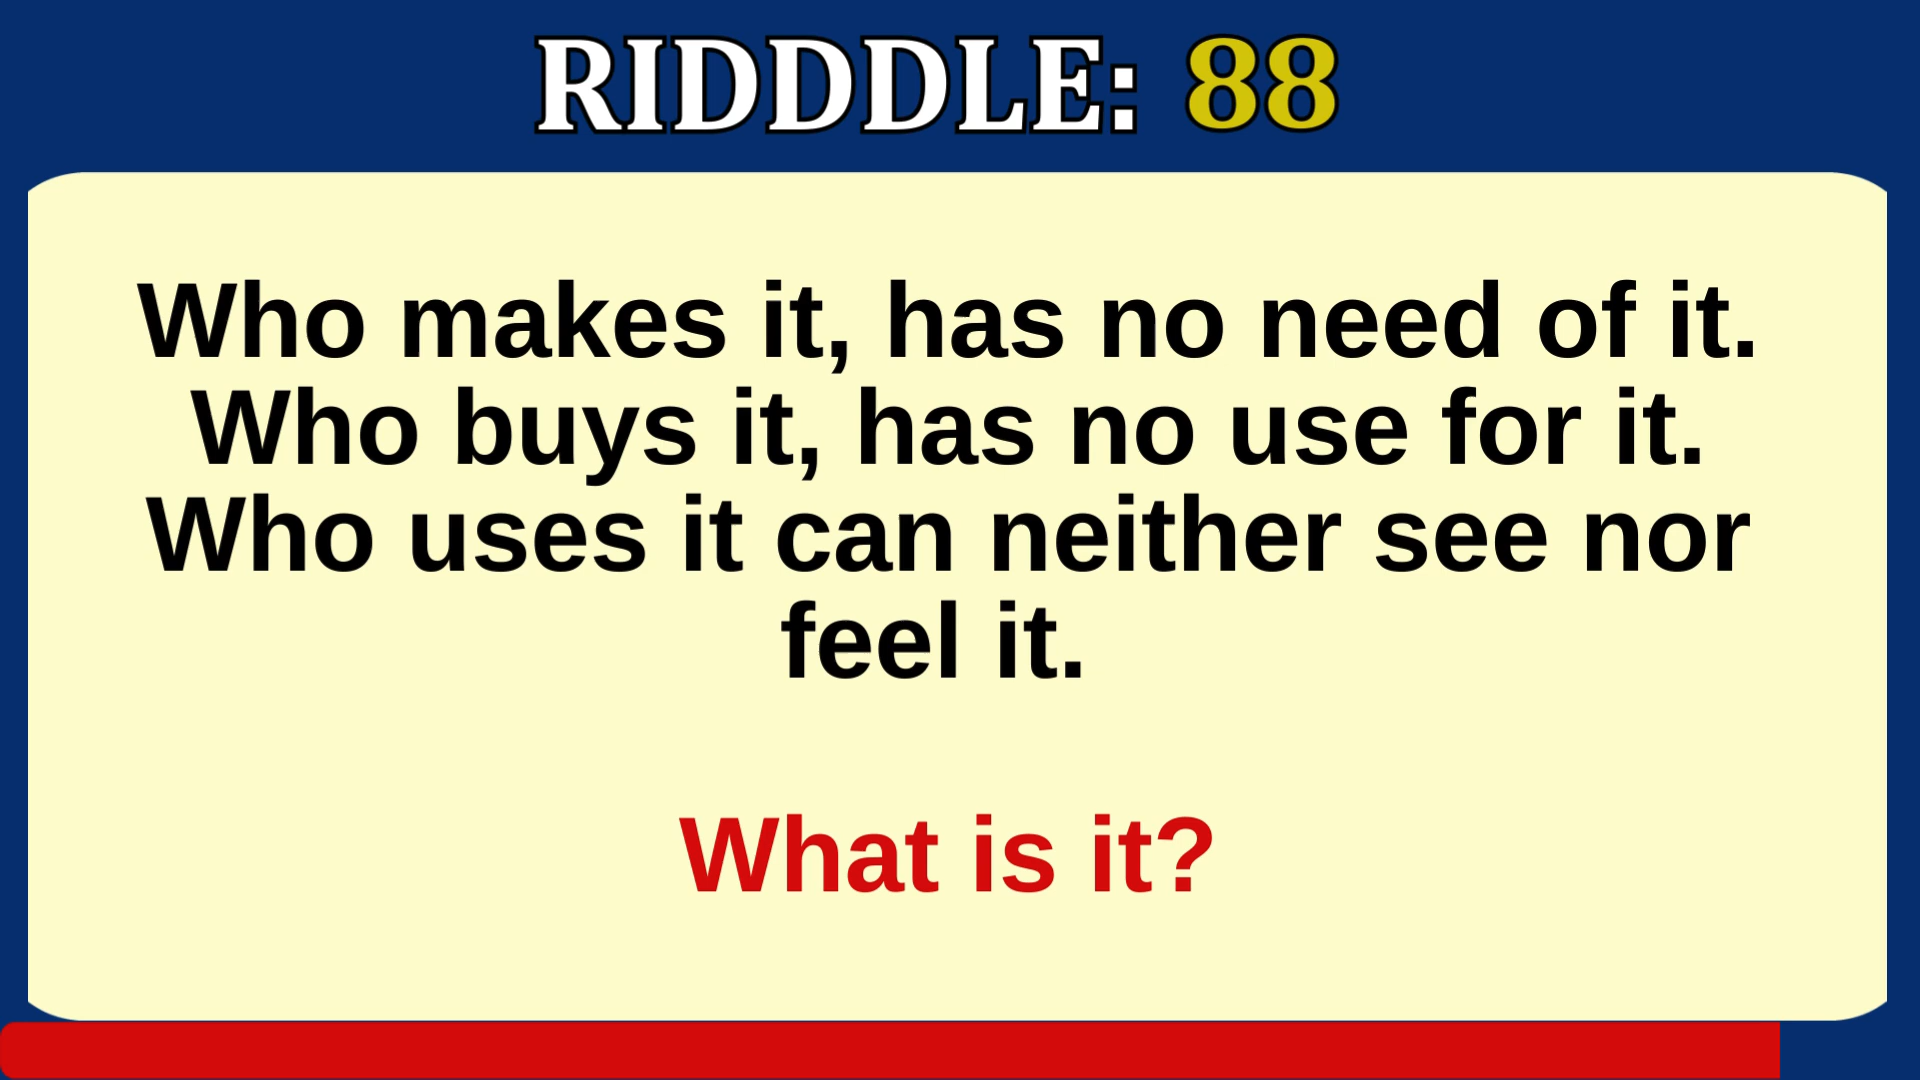 RIDDDLE: 88
Who makes it, has no need of it.
Who buys it, has no use for it.
Who uses it can neither see nor
feel it.
What is it?